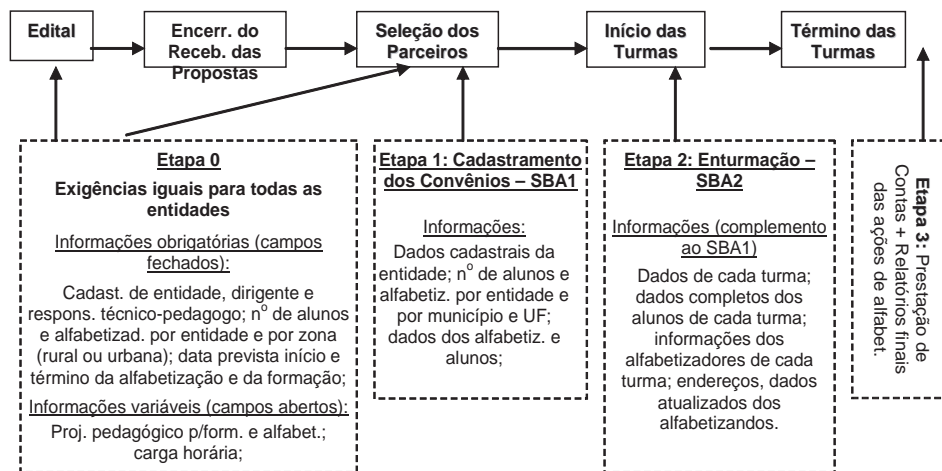 Edital
Encerr. do
Receb. das
Propostas
Seleção dos
Parceiros
Início das
Turmas
Término das
Turmas
Etapa 0
Exigências iguais para todas as
entidades
Informações obrigatórias (campos
fechados):
Cadast. de entidade, dirigente e
respons. técnico-pedagogo; nº de alunos
e alfabetizad. por entidade e por zona
(rural ou urbana); data prevista início e
término da alfabetização e da formação;
Informações variáveis (campos abertos):
Proj. pedagógico p/form. e alfabet.;
carga horária;
Etapa 1: Cadastramento
dos Convênios – SBA1
Informações:
Dados cadastrais da
entidade; nº de alunos e
alfabetiz. por entidade e
por município e UF;
dados dos alfabetiz. e
alunos;
Etapa 2: Enturmação –
SBA2
Informações (complemento
ao SBA1)
Dados de cada turma;
dados completos dos
alunos de cada turma;
informações dos
alfabetizadores de cada
turma; endereços, dados
atualizados dos
alfabetizandos.
Etapa 3: Prestação de
Contas + Relatórios finais
das ações de alfabet.